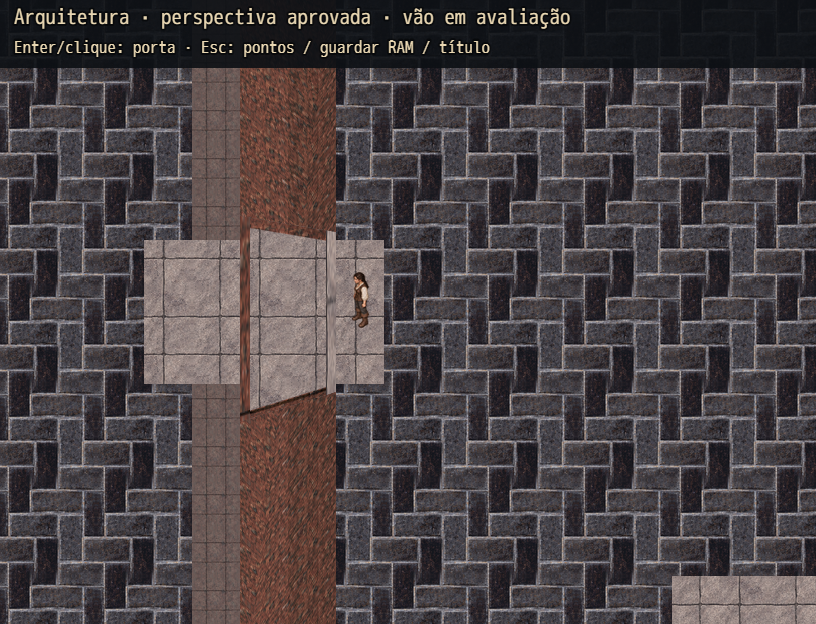 Arquitetura · perspectiva aprovada · vão em avaliação
Enter/clique: porta · Esc: pontos / guardar RAM / título